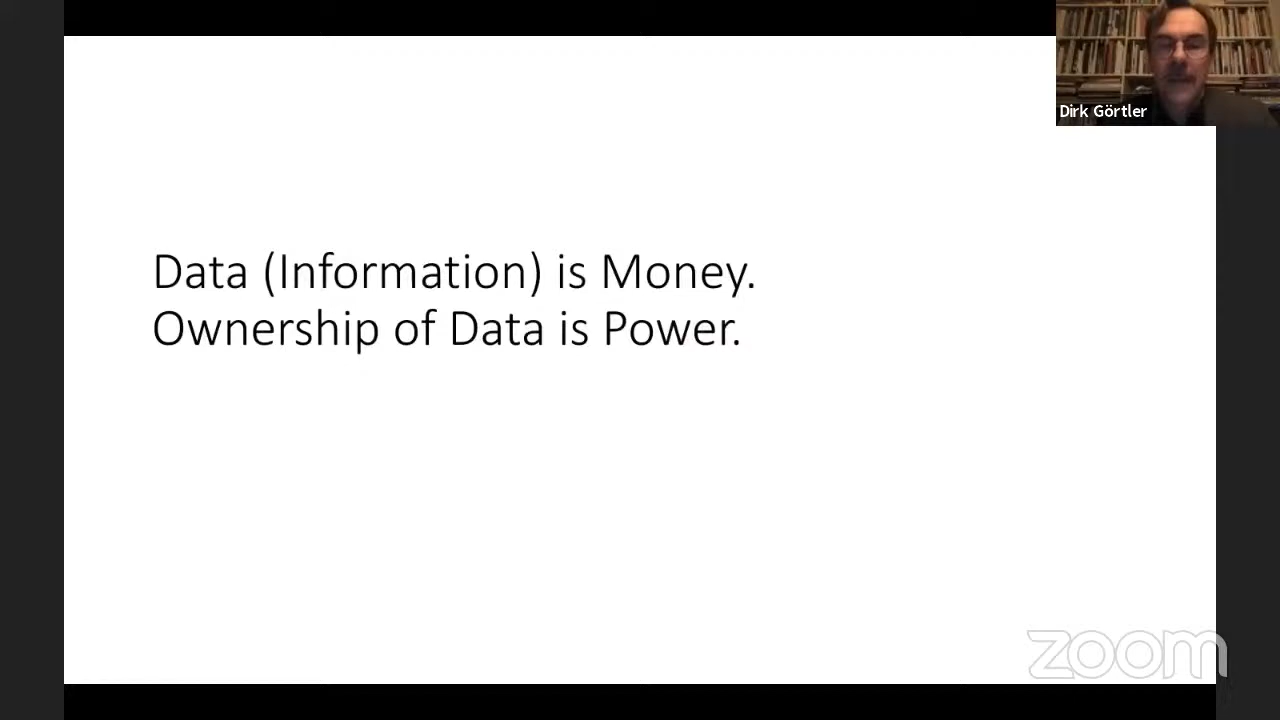 Dirk Görtler
Data (Information) is Money.
Ownership of Data is Power.
zoom